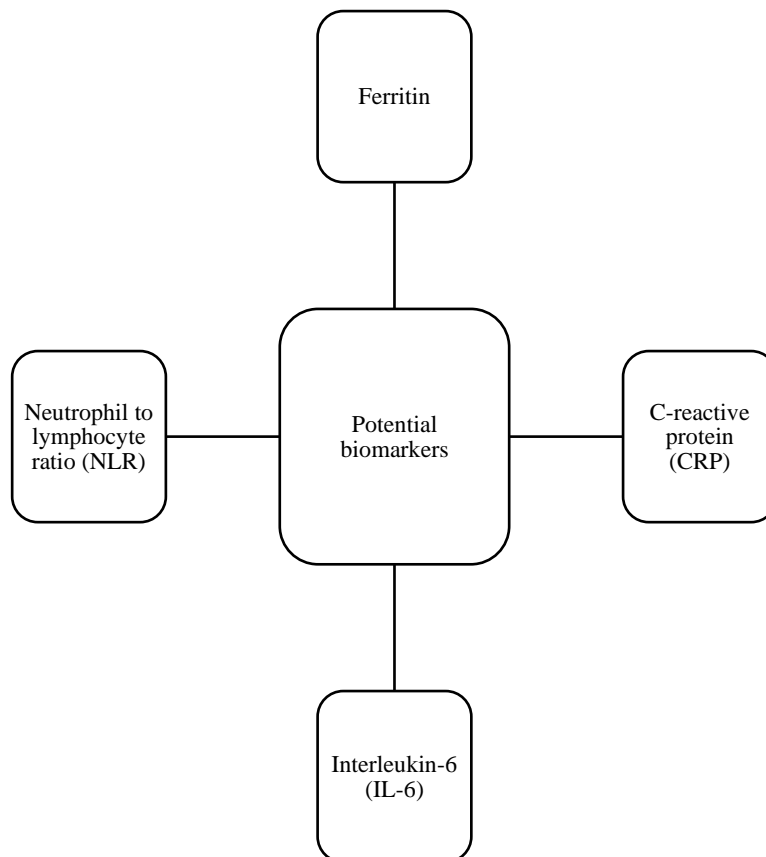 Ferritin
Neutrophil to
lymphocyte
ratio (NLR)
Potential
biomarkers
C-reactive
protein
(CRP)
Interleukin-6
(IL-6)